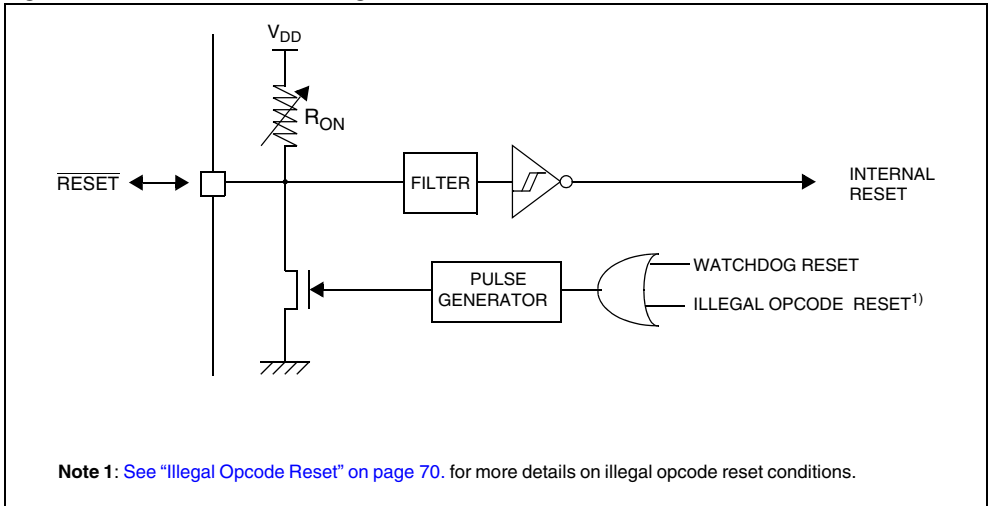 VDD
RON
RESET
FILTER
INTERNAL
RESET
PULSE
GENERATOR
WATCHDOG RESET
ILLEGAL OPCODE RESET1)
Note 1: See “Illegal Opcode Reset” on page 70. for more details on illegal opcode reset conditions.